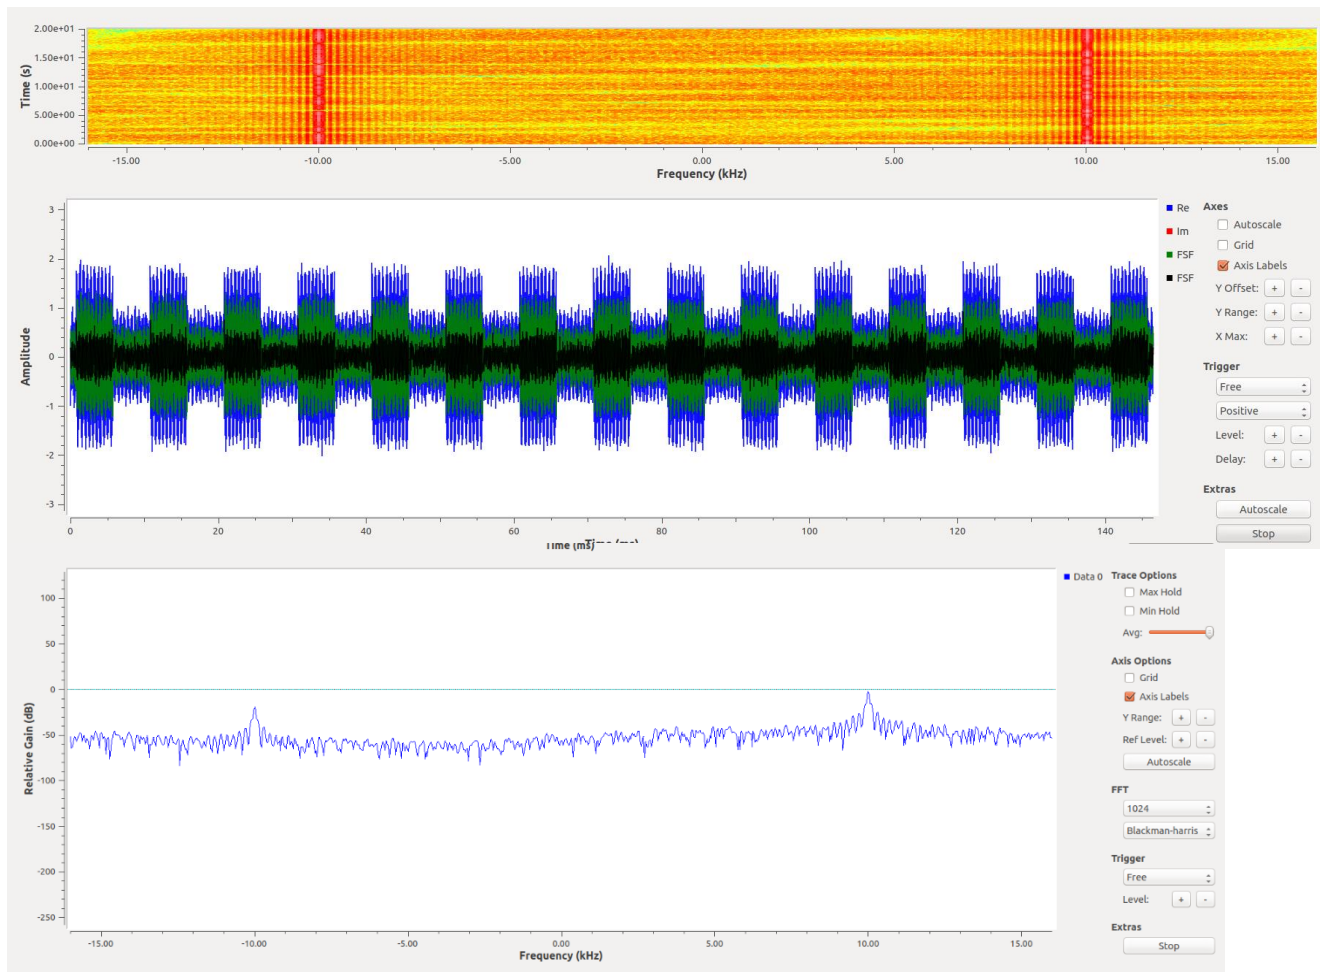 2.00e+01
1.50e+01
1.00e+01
5.00e+00
0.00e+00
Time (s)
-15.00 -10.00 -5.00 0.00 5.00 10.00 15.00
Frequency (kHz)
3
2
1
0
-1
-2
-3
Amplitude
0 20 40 60 80 100 120 140
Time (ms)
Re
Im
FSF
FSF
Axes
Autoscale
Grid
Axis Labels
Y Offset: + -
Y Range: + -
X Max: + -
Trigger
Free
Positive
Level: + -
Delay: + -
Extras
Autoscale
Stop
100
50
0
-50
-100
-150
-200
-250
Relative Gain (dB)
-15.00 -10.00 -5.00 0.00 5.00 10.00 15.00
Frequency (kHz)
Data 0
Trace Options
Max Hold
Min Hold
Avg:
Axis Options
Grid
Axis Labels
Y Range: + -
Ref Level: + -
Autoscale
FFT
1024
Blackman-harris
Trigger
Free
Level: + -
Extras
Stop